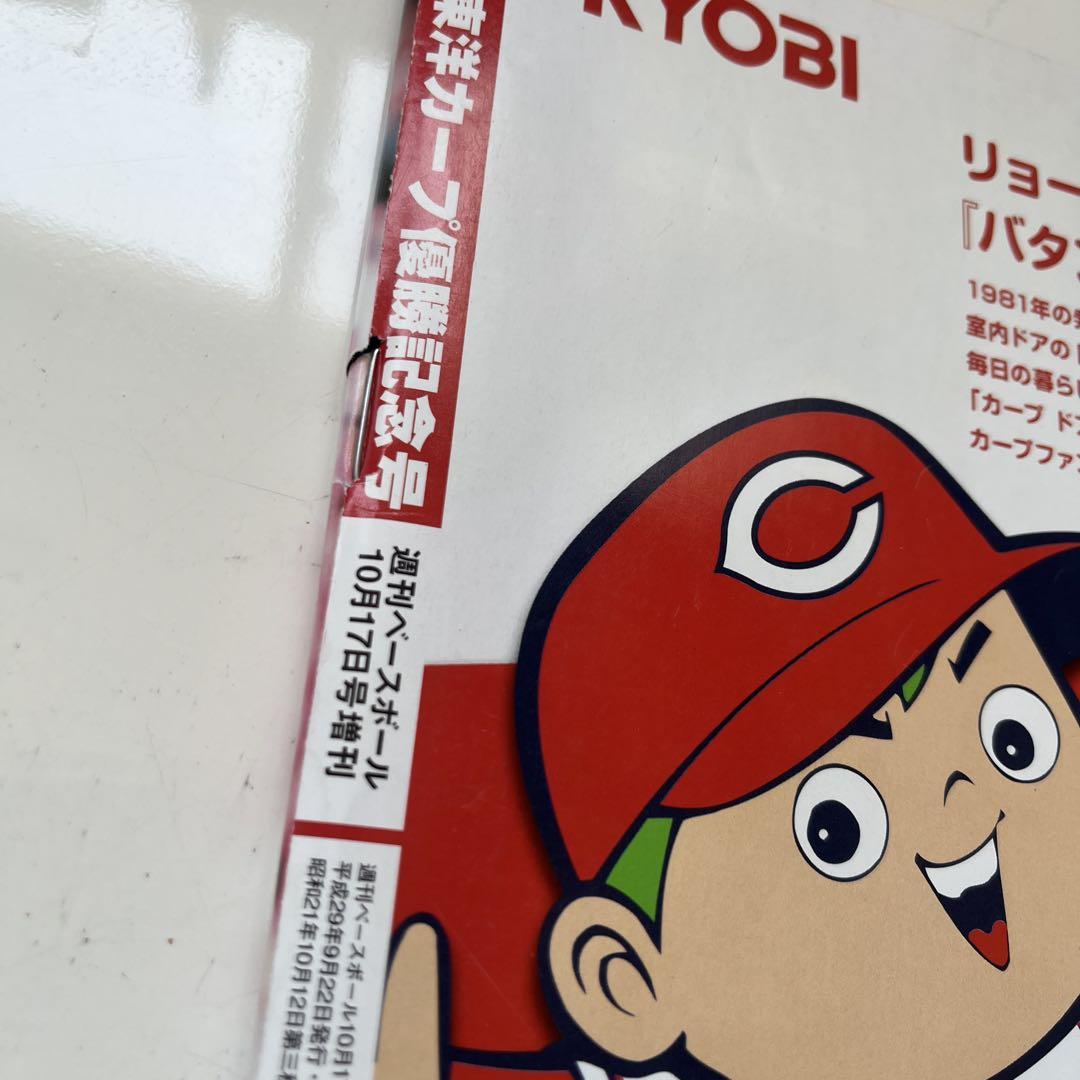 RYOBI
東洋カープ優勝記念号
週刊ベースボール
10月17日号増刊
週刊ベースボール10月1
平成29年9月22日発行・
昭和21年10月12日第三種
リョー
『バタ
1981年の
室内ドアの
毎日の暮ら
「カープ ド
カープファン
C